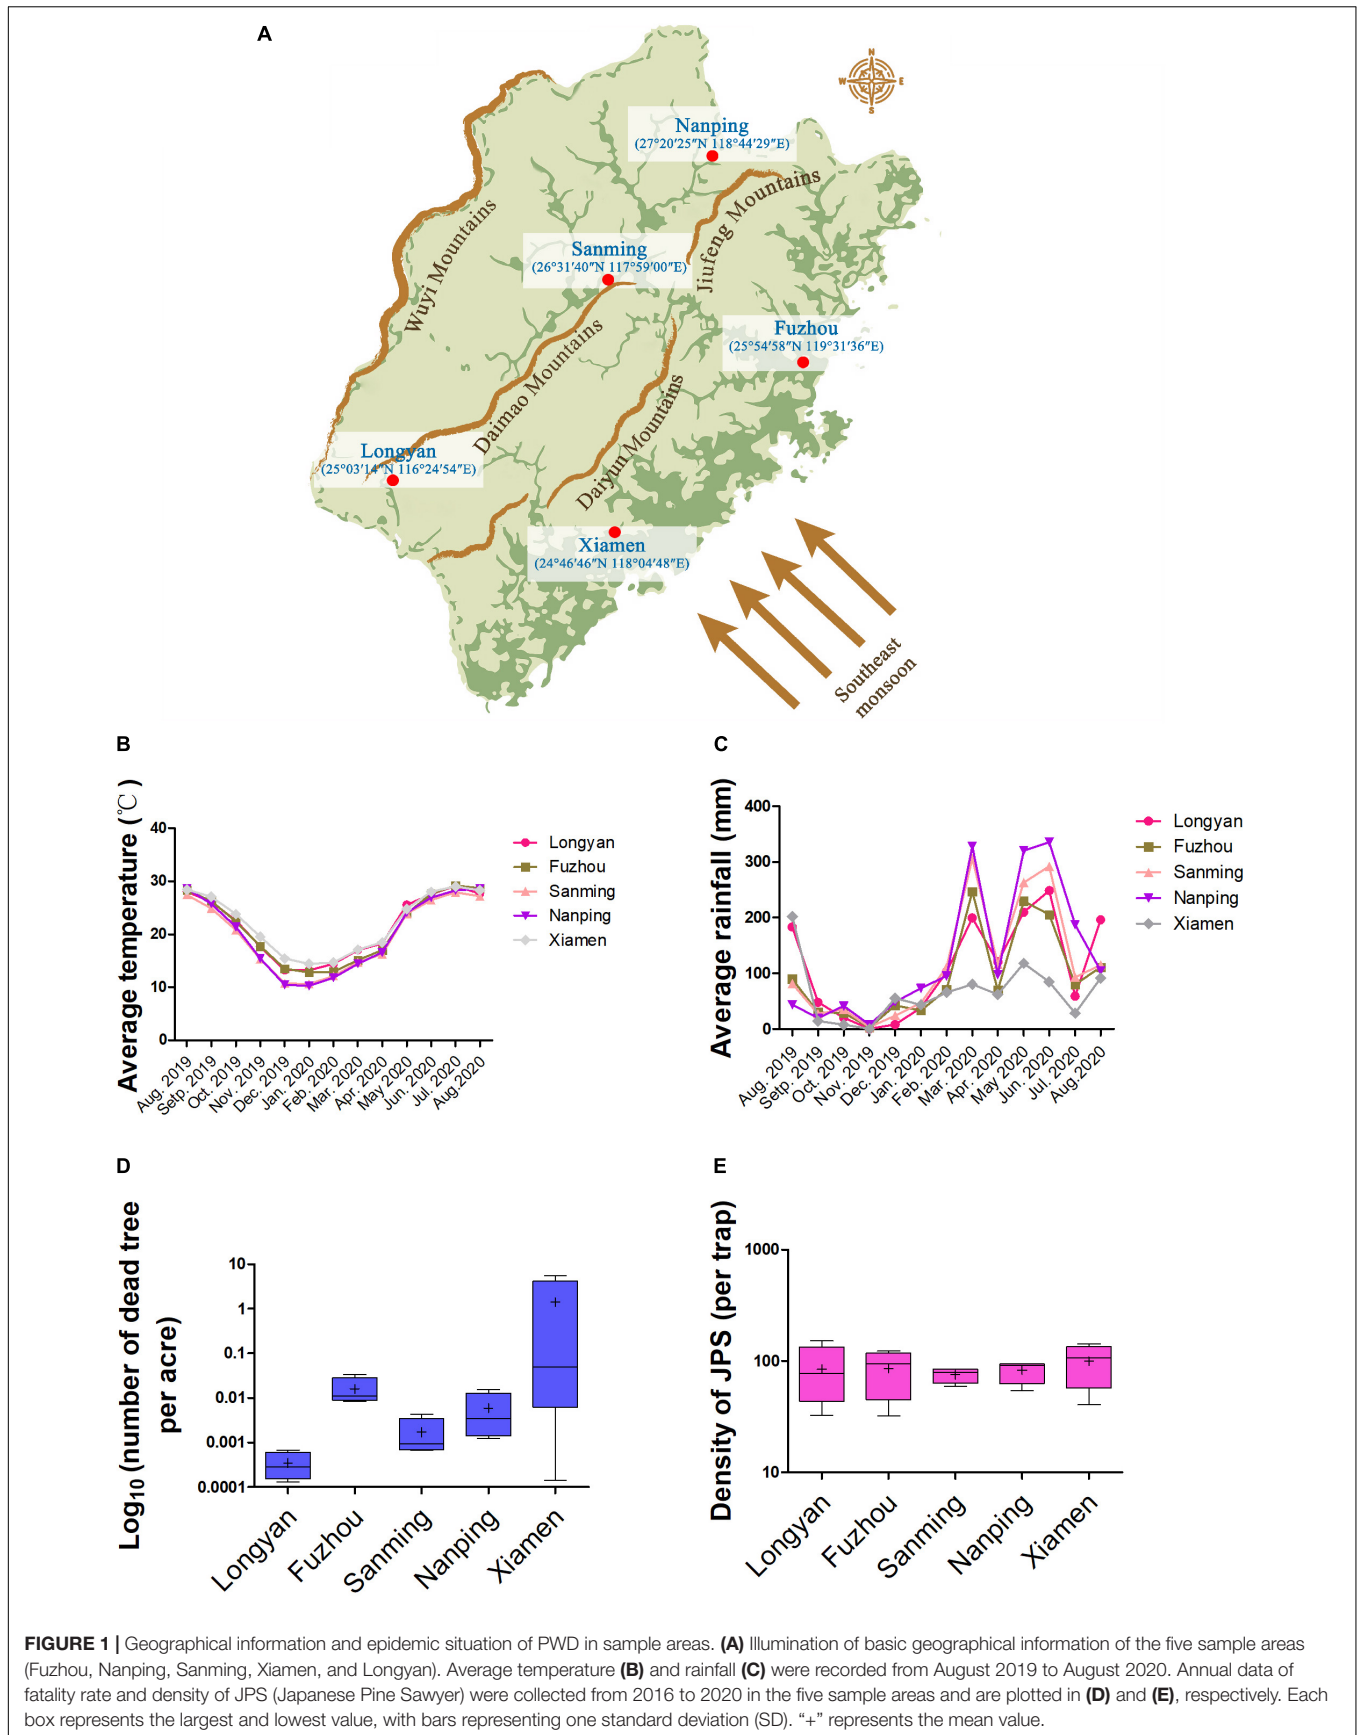 A
N
W E
S
Nanping
(27°20′25″N 118°44′29″E)
Wuyi Mountains
Jiufeng Mountains
Sanming
(26°31′40″N 117°59′00″E)
Fuzhou
(25°54′58″N 119°31′36″E)
Daimao Mountains
Daiyun Mountains
Longyan
(25°03′14″N 116°24′54″E)
Xiamen
(24°46′46″N 118°04′48″E)
Southeast
monsoon
B
Average temperature (℃)
40
30
20
10
0
Aug. 2019
Setp. 2019
Oct. 2019
Nov. 2019
Dec. 2019
Jan. 2020
Feb. 2020
Mar. 2020
Apr. 2020
May 2020
Jun. 2020
Jul. 2020
Aug.2020
Longyan
Fuzhou
Sanming
Nanping
Xiamen
C
Average rainfall (mm)
400
300
200
100
0
Aug. 2019
Setp. 2019
Oct. 2019
Nov. 2019
Dec. 2019
Jan. 2020
Feb. 2020
Mar. 2020
Apr. 2020
May 2020
Jun. 2020
Jul. 2020
Aug.2020
Longyan
Fuzhou
Sanming
Nanping
Xiamen
D
Log₁₀ (number of dead tree
per acre)
10
1
0.1
0.01
0.001
0.0001
Longyan
Fuzhou
Sanming
Nanping
Xiamen
E
Density of JPS (per trap)
1000
100
10
Longyan
Fuzhou
Sanming
Nanping
Xiamen
FIGURE 1 | Geographical information and epidemic situation of PWD in sample areas. (A) Illumination of basic geographical information of the five sample areas
(Fuzhou, Nanping, Sanming, Xiamen, and Longyan). Average temperature (B) and rainfall (C) were recorded from August 2019 to August 2020. Annual data of
fatality rate and density of JPS (Japanese Pine Sawyer) were collected from 2016 to 2020 in the five sample areas and are plotted in (D) and (E), respectively. Each
box represents the largest and lowest value, with bars representing one standard deviation (SD). “+” represents the mean value.